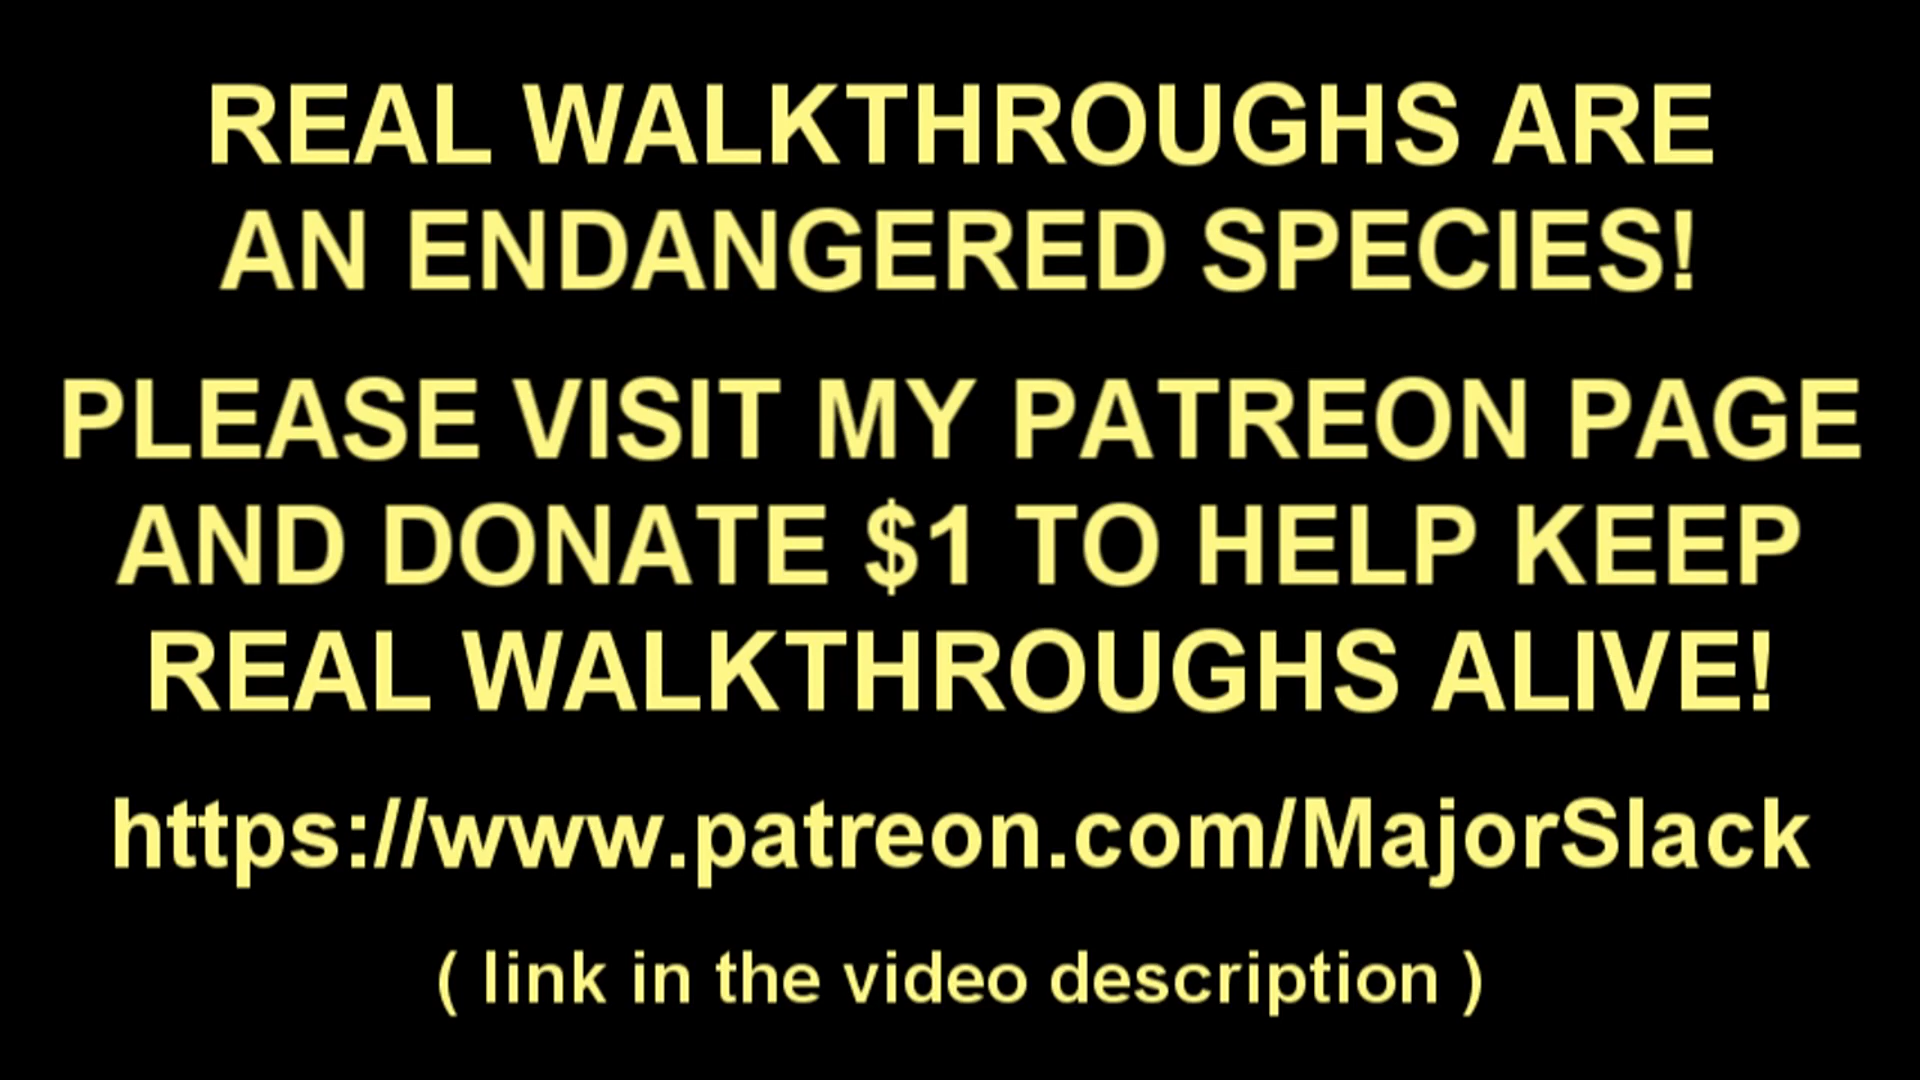 REAL WALKTHROUGHS ARE
AN ENDANGERED SPECIES!
PLEASE VISIT MY PATREON PAGE
AND DONATE $1 TO HELP KEEP
REAL WALKTHROUGHS ALIVE!
https://www.patreon.com/MajorSlack
( link in the video description )